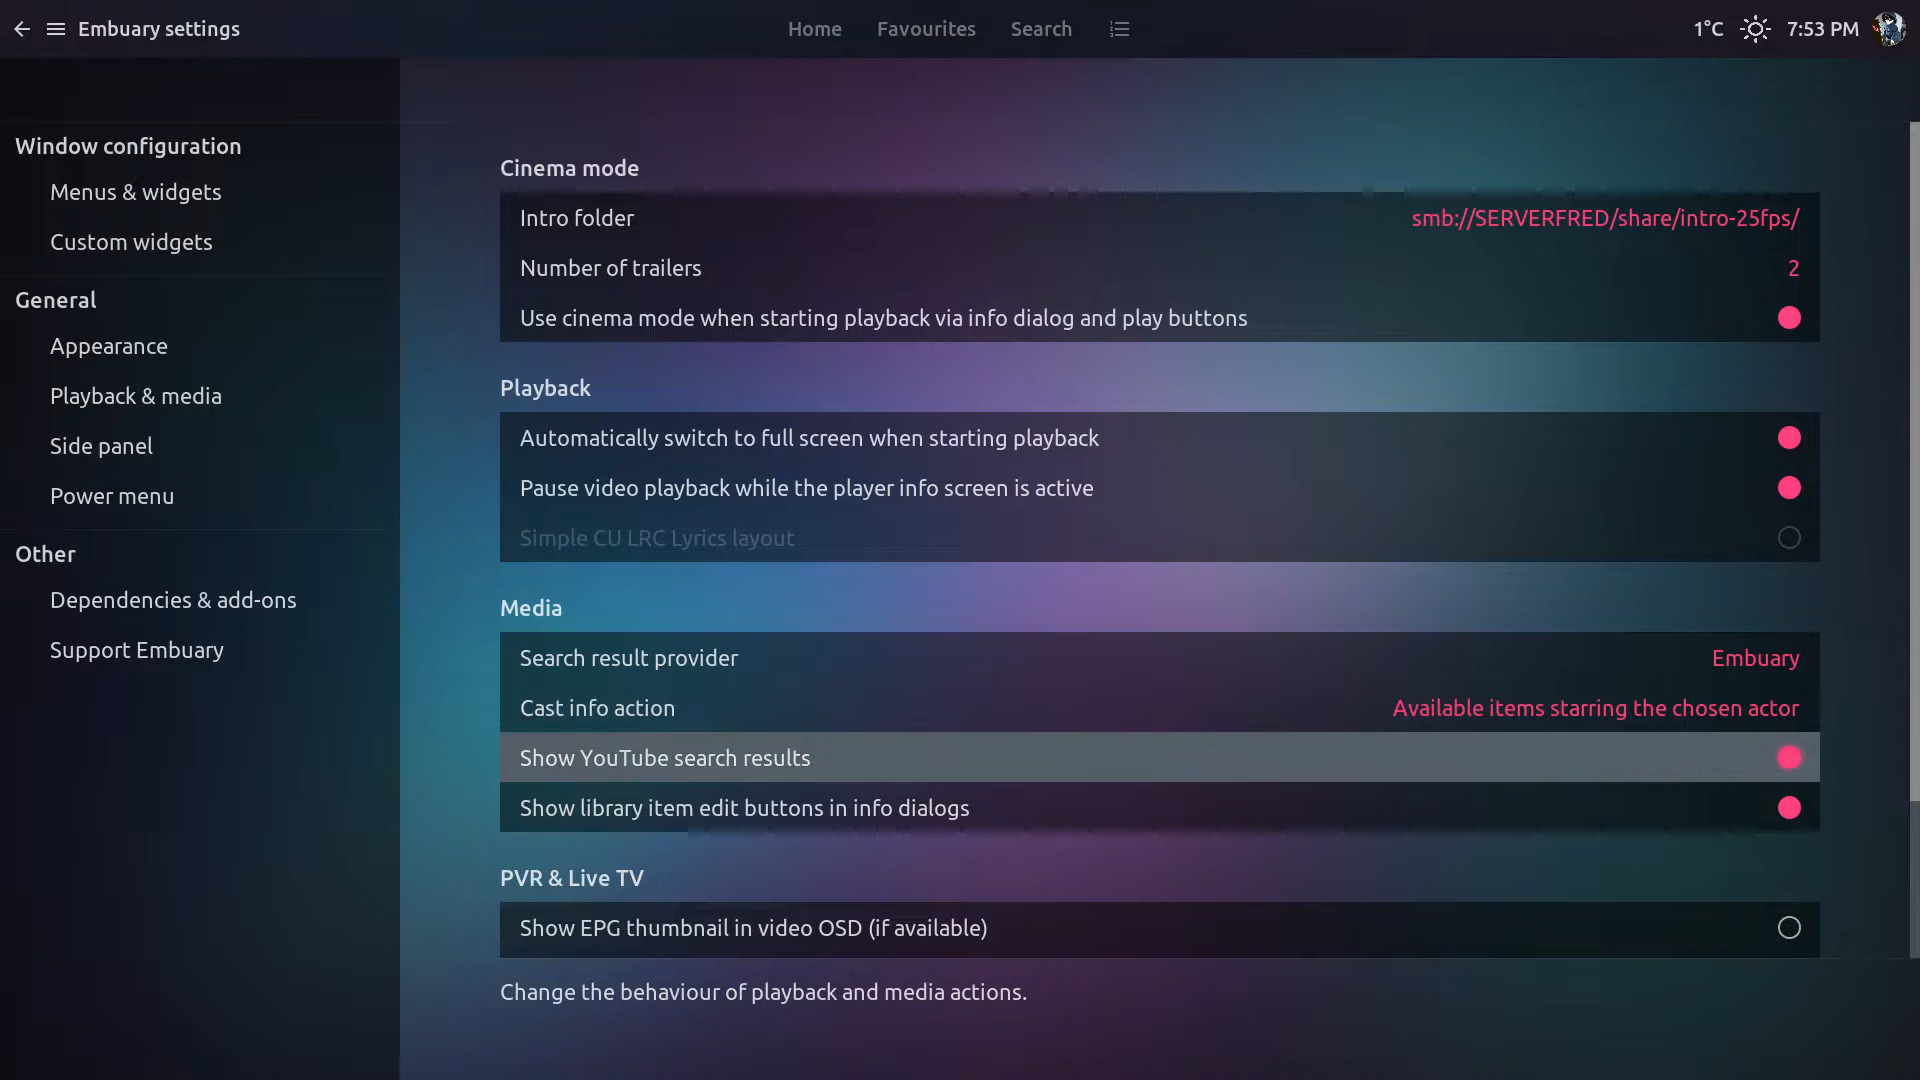 Embuary settings
Home
Favourites
Search
1°C
7:53 PM
Window configuration
Menus & widgets
Custom widgets
General
Appearance
Playback & media
Side panel
Power menu
Other
Dependencies & add-ons
Support Embuary
Cinema mode
Intro folder smb://SERVERFRED/share/intro-25fps/
Number of trailers 2
Use cinema mode when starting playback via info dialog and play buttons
Playback
Automatically switch to full screen when starting playback
Pause video playback while the player info screen is active
Simple CU LRC Lyrics layout
Media
Search result provider Embuary
Cast info action Available items starring the chosen actor
Show YouTube search results
Show library item edit buttons in info dialogs
PVR & Live TV
Show EPG thumbnail in video OSD (if available)
Change the behaviour of playback and media actions.